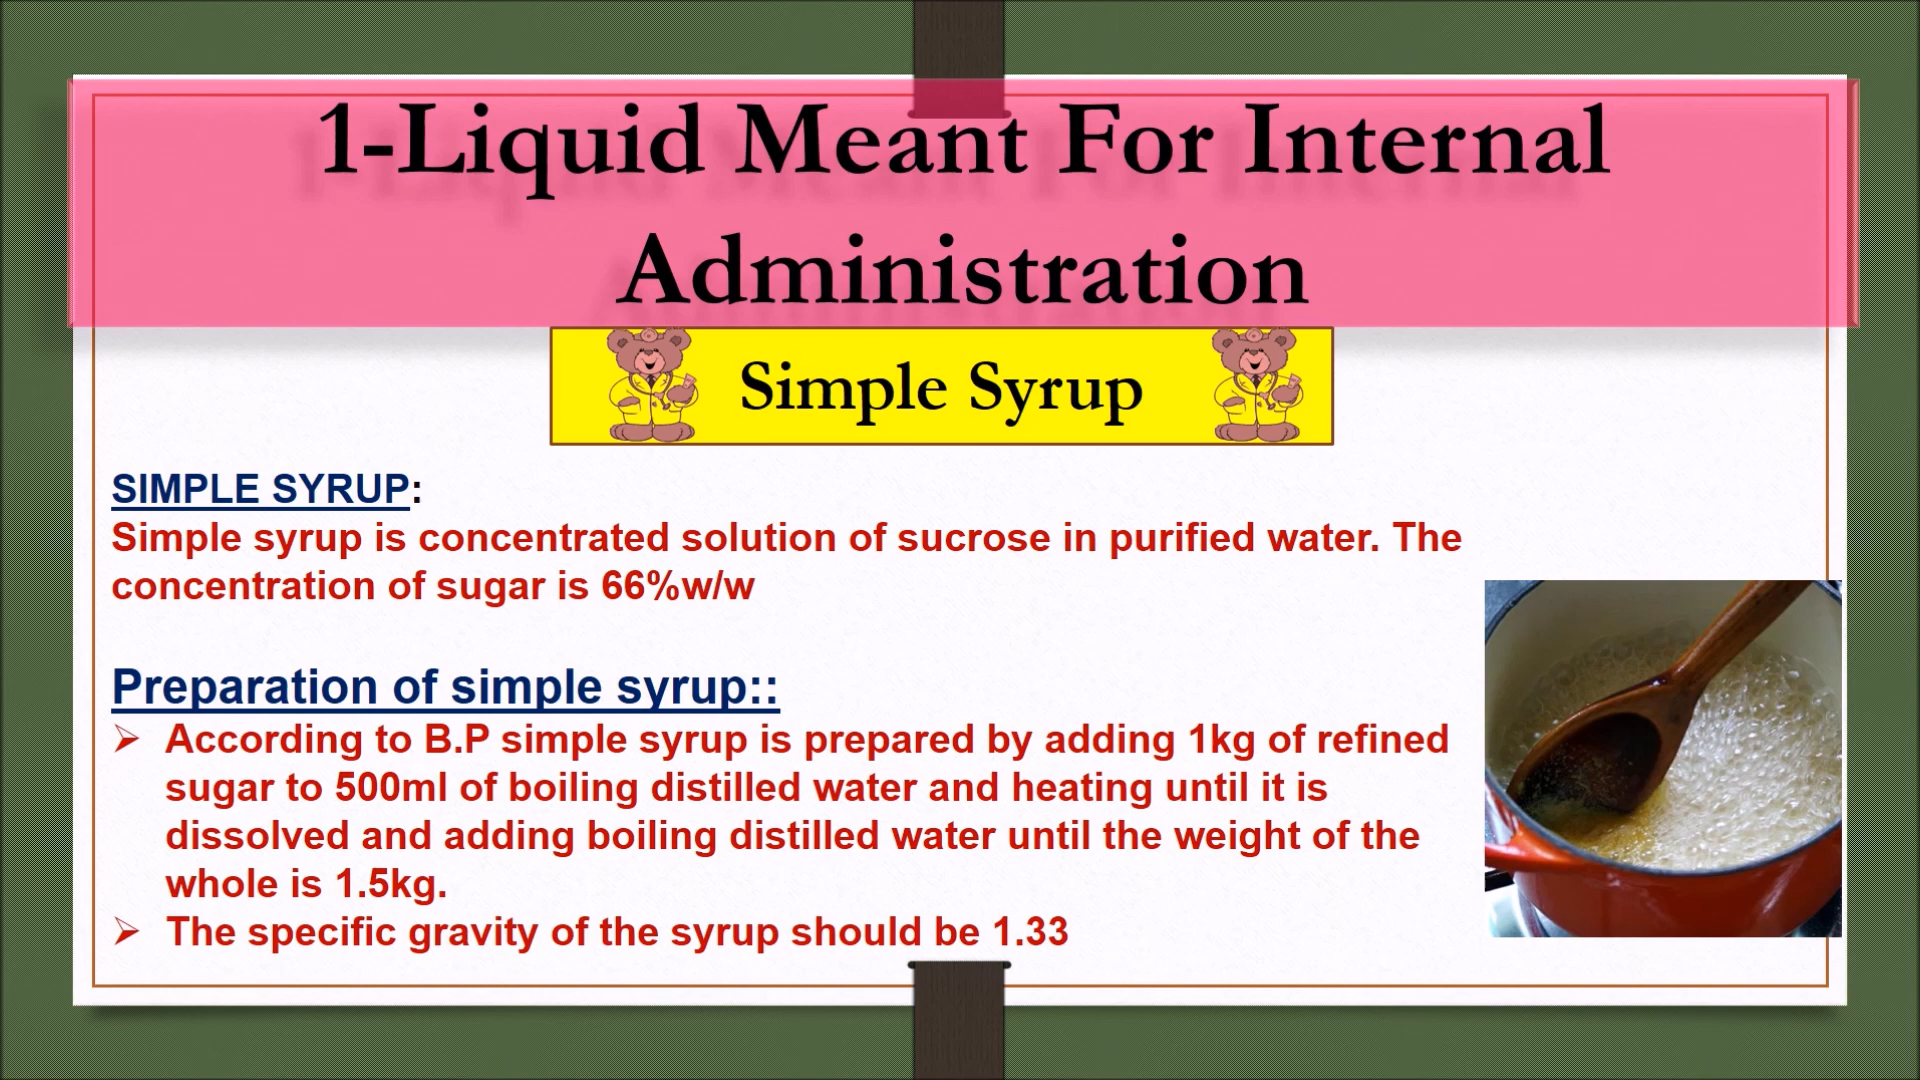 1-Liquid Meant For Internal
Administration
Simple Syrup
SIMPLE SYRUP:
Simple syrup is concentrated solution of sucrose in purified water. The
concentration of sugar is 66%w/w
Preparation of simple syrup::
According to B.P simple syrup is prepared by adding 1kg of refined
sugar to 500ml of boiling distilled water and heating until it is
dissolved and adding boiling distilled water until the weight of the
whole is 1.5kg.
The specific gravity of the syrup should be 1.33